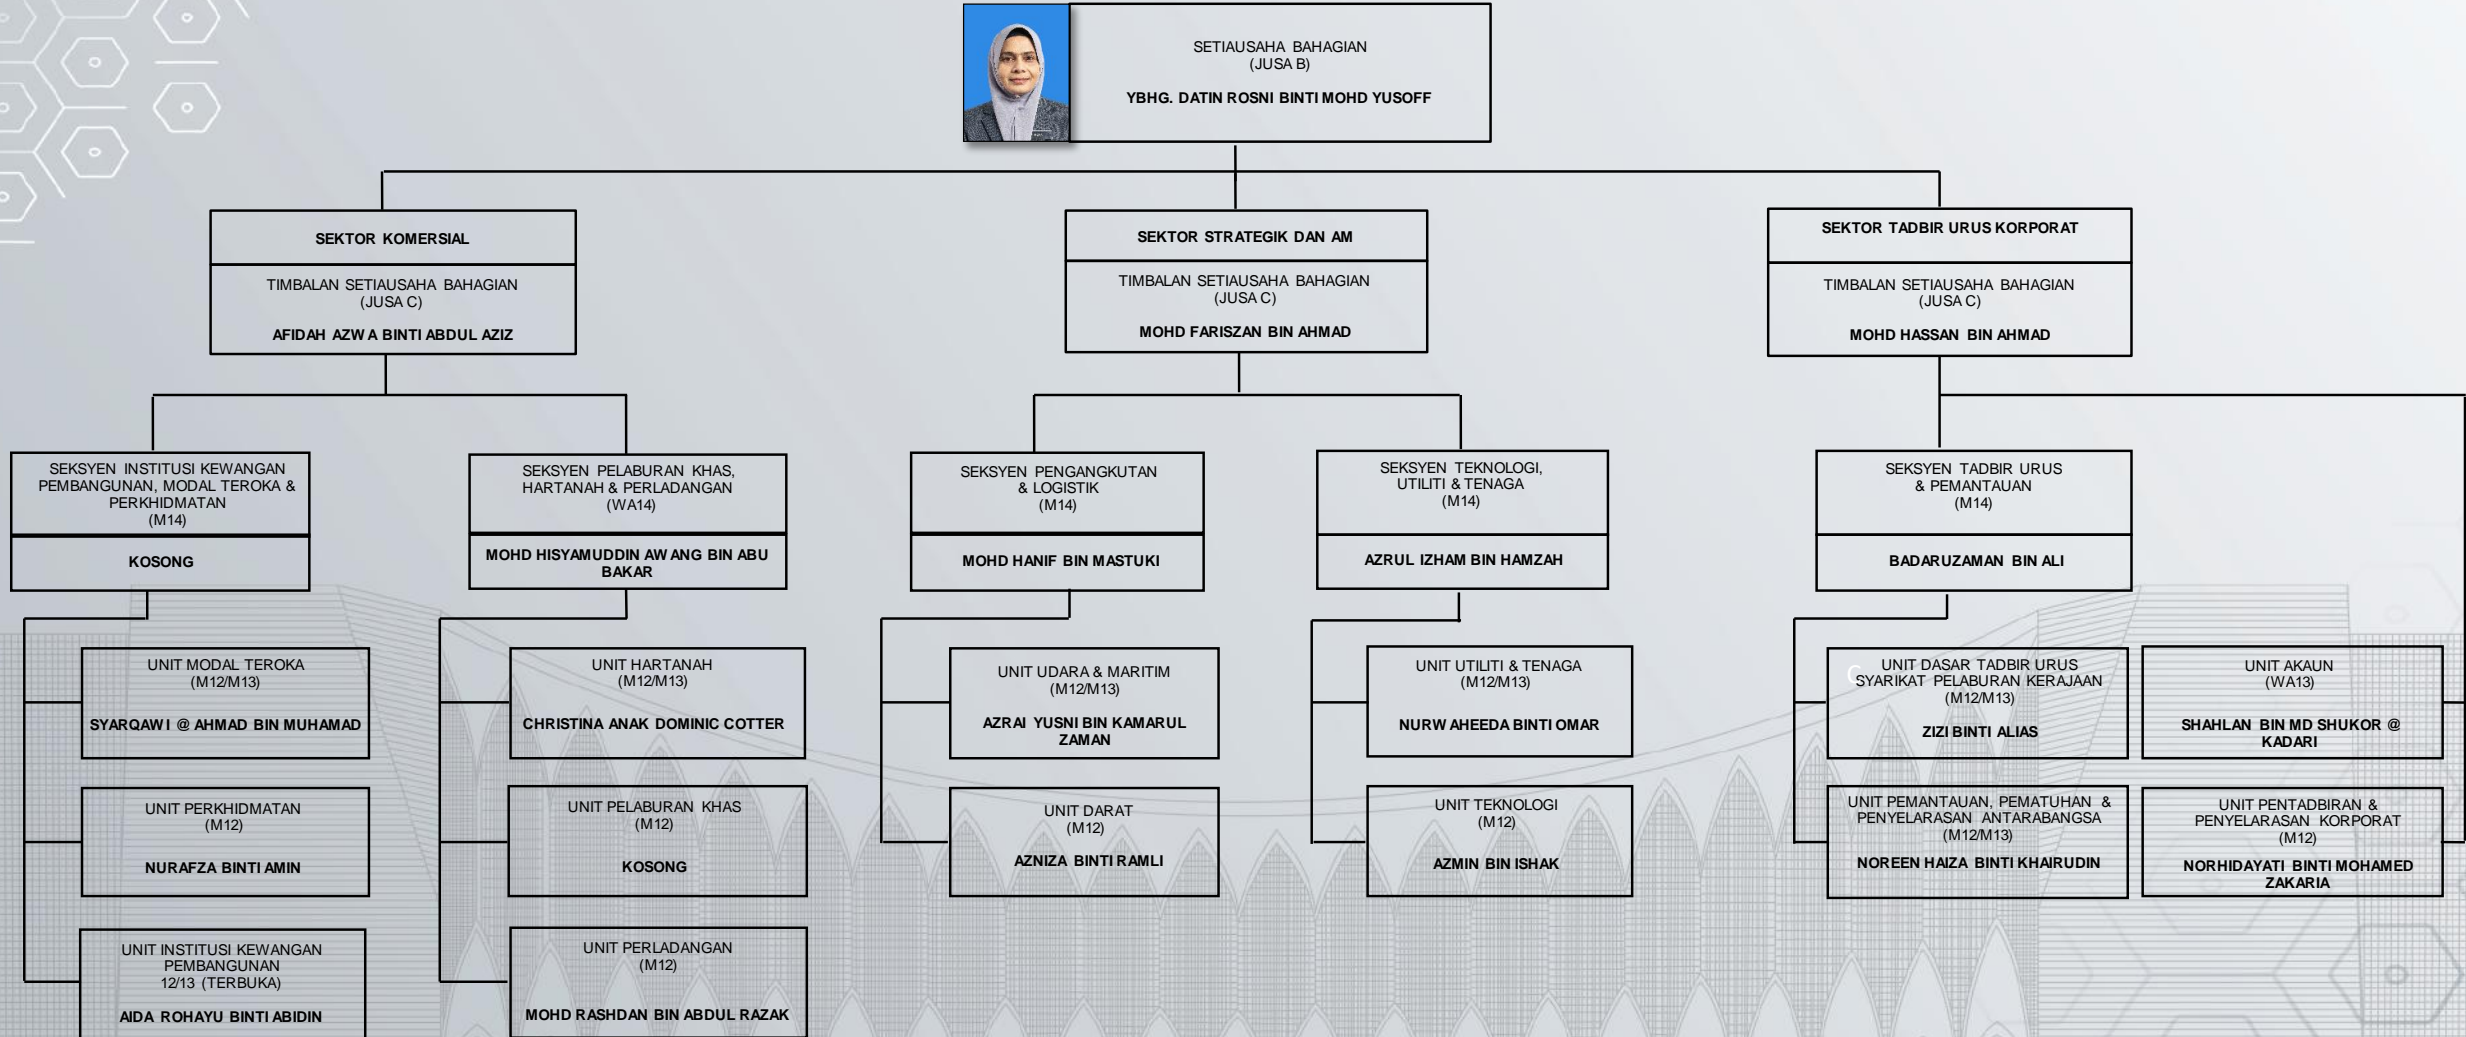 SETIAUSAHA BAHAGIAN
(JUSA B)
YBHG. DATIN ROSNI BINTI MOHD YUSOFF
SEKTOR KOMERSIAL
TIMBALAN SETIAUSAHA BAHAGIAN
(JUSA C)
AFIDAH AZWA BINTI ABDUL AZIZ
SEKTOR STRATEGIK DAN AM
TIMBALAN SETIAUSAHA BAHAGIAN
(JUSA C)
MOHD FARISZAN BIN AHMAD
SEKTOR TADBIR URUS KORPORAT
TIMBALAN SETIAUSAHA BAHAGIAN
(JUSA C)
MOHD HASSAN BIN AHMAD
SEKSYEN INSTITUSI KEWANGAN
PEMBANGUNAN, MODAL TEROKA &
PERKHIDMATAN
(M14)
KOSONG
SEKSYEN PELABURAN KHAS,
HARTANAH & PERLADANGAN
(WA14)
MOHD HISYAMUDDIN AWANG BIN ABU
BAKAR
SEKSYEN PENGANGKUTAN
& LOGISTIK
(M14)
MOHD HANIF BIN MASTUKI
SEKSYEN TEKNOLOGI,
UTILITI & TENAGA
(M14)
AZRUL IZHAM BIN HAMZAH
SEKSYEN TADBIR URUS
& PEMANTAUAN
(M14)
BADARUZAMAN BIN ALI
UNIT MODAL TEROKA
(M12/M13)
SYARQAWI @ AHMAD BIN MUHAMAD
UNIT PERKHIDMATAN
(M12)
NURAFZA BINTI AMIN
UNIT INSTITUSI KEWANGAN
PEMBANGUNAN
12/13 (TERBUKA)
AIDA ROHAYU BINTI ABIDIN
UNIT HARTANAH
(M12/M13)
CHRISTINA ANAK DOMINIC COTTER
UNIT PELABURAN KHAS
(M12)
KOSONG
UNIT PERLADANGAN
(M12)
MOHD RASHDAN BIN ABDUL RAZAK
UNIT UDARA & MARITIM
(M12/M13)
AZRAI YUSNI BIN KAMARUL
ZAMAN
UNIT DARAT
(M12)
AZNIZA BINTI RAMLI
UNIT UTILITI & TENAGA
(M12/M13)
NURWAHEEDA BINTI OMAR
UNIT TEKNOLOGI
(M12)
AZMIN BIN ISHAK
UNIT DASAR TADBIR URUS
SYARIKAT PELABURAN KERAJAAN
(M12/M13)
ZIZI BINTI ALIAS
UNIT PEMANTAUAN, PEMATUHAN &
PENYELARASAN ANTARABANGSA
(M12/M13)
NOREEN HAIZA BINTI KHAIRUDIN
UNIT AKAUN
(WA13)
SHAHLAN BIN MD SHUKOR @
KADARI
UNIT PENTADBIRAN &
PENYELARASAN KORPORAT
(M12)
NORHIDAYATI BINTI MOHAMED
ZAKARIA